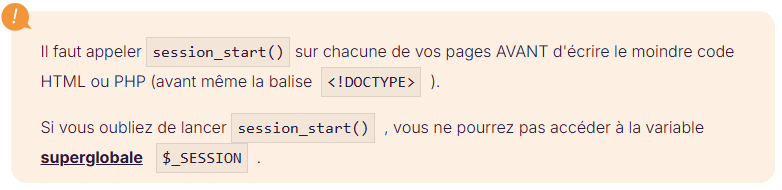 !
Il faut appeler session_start() sur chacune de vos pages AVANT d'écrire le moindre code
HTML ou PHP (avant même la balise <!DOCTYPE> ).
Si vous oubliez de lancer session_start() , vous ne pourrez pas accéder à la variable
superglobale $_SESSION .